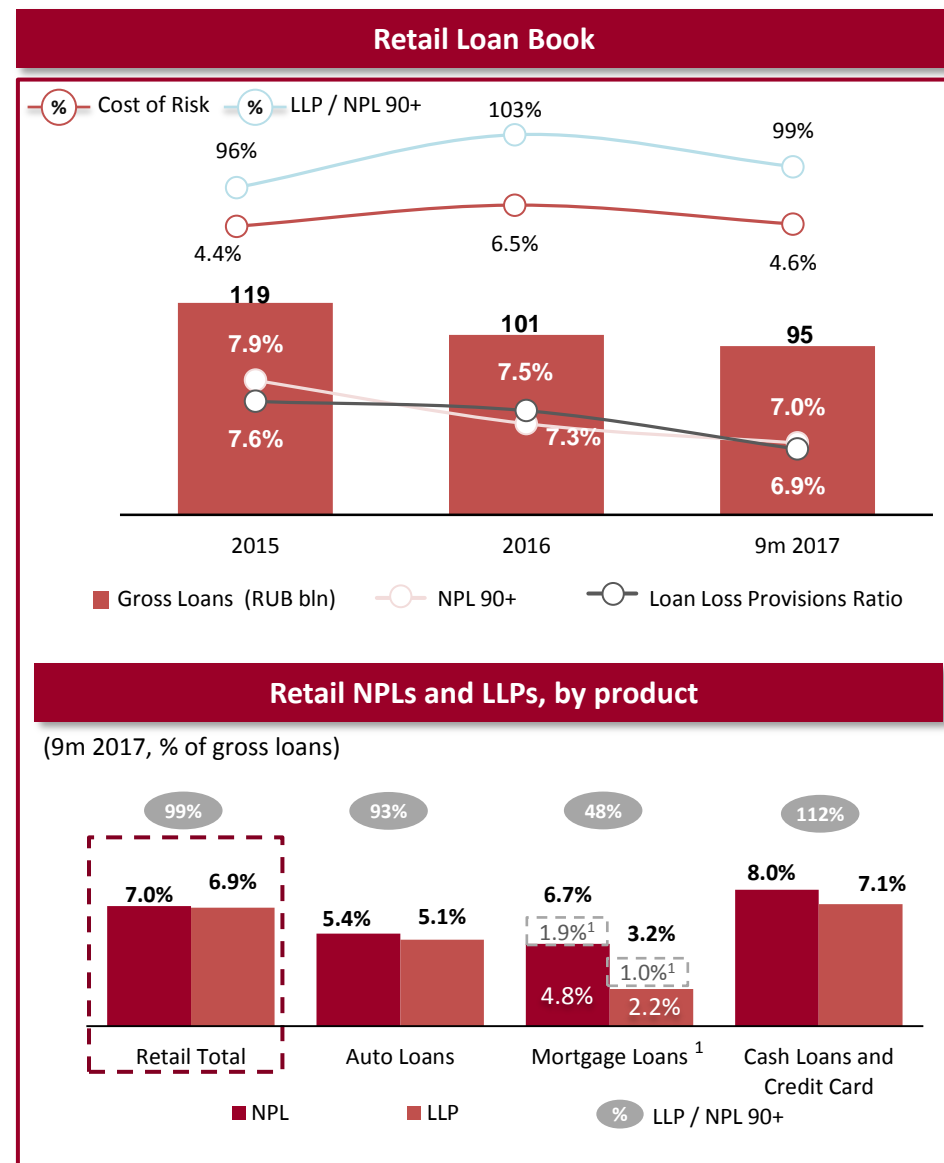 Retail Loan Book
% Cost of Risk % LLP / NPL 90+
96% 103% 99%
4.4% 6.5% 4.6%
119 101 95
7.9% 7.5% 7.0%
7.6% 7.3% 6.9%
2015 2016 9m 2017
Gross Loans (RUB bln) NPL 90+ Loan Loss Provisions Ratio
Retail NPLs and LLPs, by product
(9m 2017, % of gross loans)
99% 93% 48% 112%
7.0% 6.9% 5.4% 5.1% 6.7% 3.2% 8.0% 7.1%
1.9%¹ 1.0%¹
4.8% 2.2%
Retail Total Auto Loans Mortgage Loans ¹ Cash Loans and
Credit Card
NPL LLP % LLP / NPL 90+